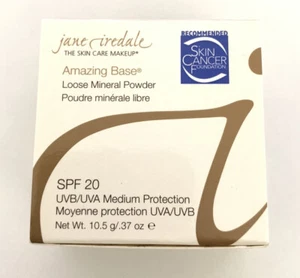 jane iredale
THE SKIN CARE MAKEUP®
RECOMMENDED
SKIN
CANCER
FOUNDATION
Amazing Base®
Loose Mineral Powder
Poudre minérale libre
SPF 20
UVB/UVA Medium Protection
Moyenne protection UVA/UVB
Net Wt. 10.5 g/.37 oz e